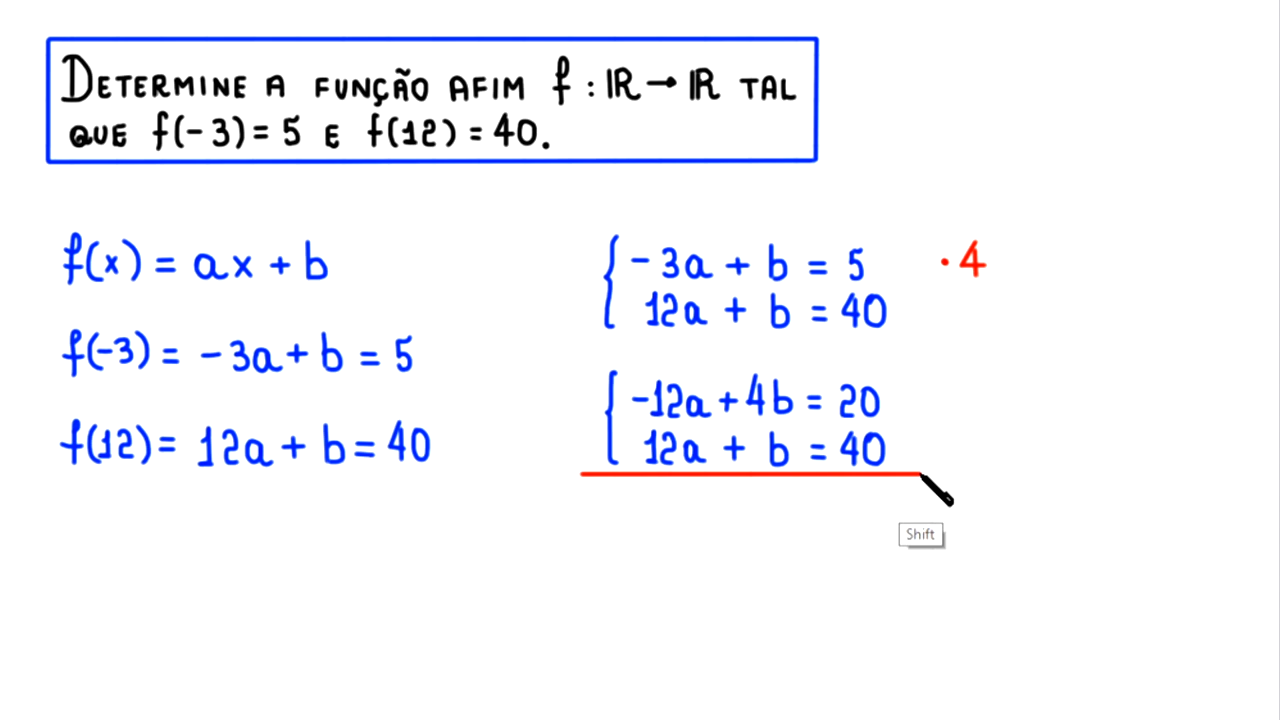 DETERMINE A FUNÇÃO AFIM f : ℝ → ℝ TAL
QUE f(-3) = 5 E f(12) = 40.
f(x) = ax + b
f(-3) = -3a + b = 5
f(12) = 12a + b = 40
-3a + b = 5 · 4
12a + b = 40
-12a + 4b = 20
12a + b = 40
Shift